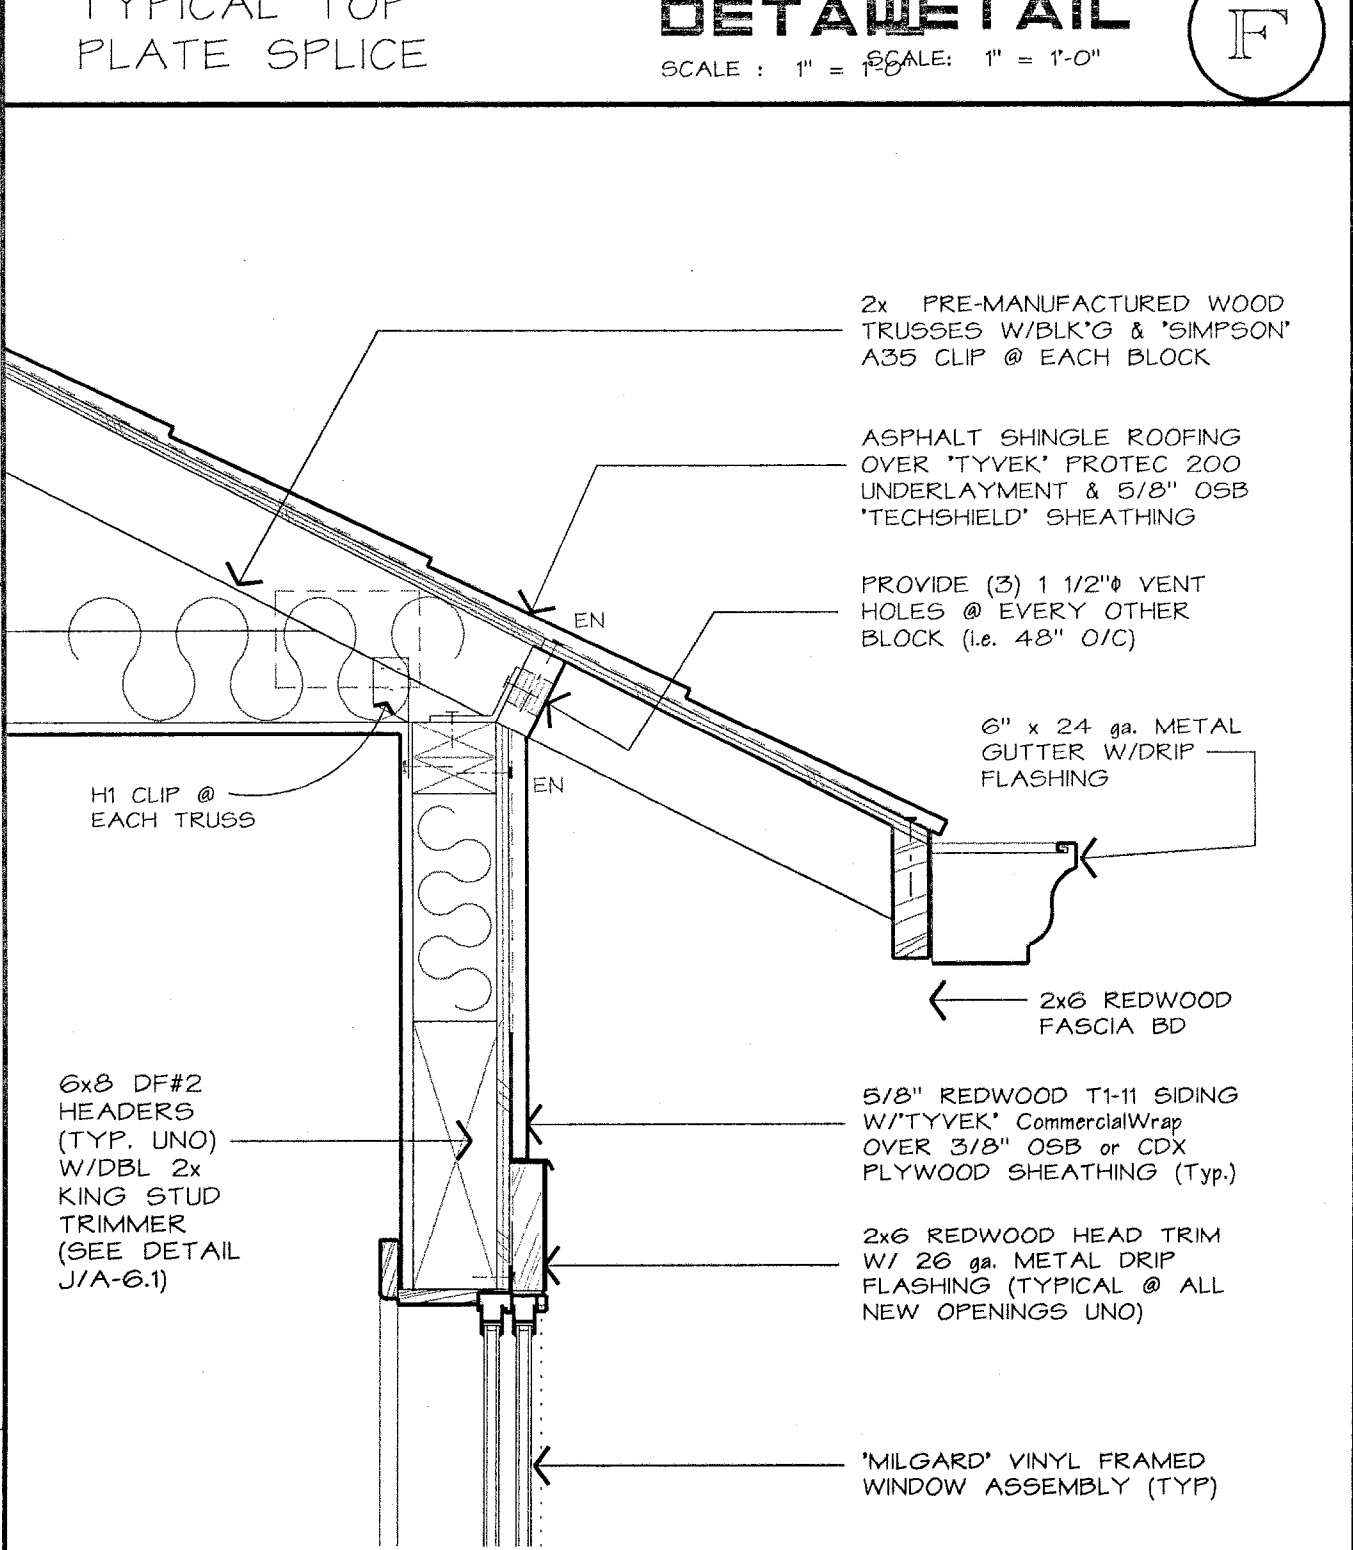 TYPICAL TOP
PLATE SPLICE
DETAIL
DETAIL
SCALE : 1" = 1'-0"
SCALE: 1" = 1'-0"
F
2x PRE-MANUFACTURED WOOD
TRUSSES W/BLK'G & 'SIMPSON'
A35 CLIP @ EACH BLOCK
ASPHALT SHINGLE ROOFING
OVER 'TYVEK' PROTEC 200
UNDERLAYMENT & 5/8" OSB
'TECHSHIELD' SHEATHING
PROVIDE (3) 1 1/2"ϕ VENT
HOLES @ EVERY OTHER
BLOCK (i.e. 48" O/C)
EN
6" x 24 ga. METAL
GUTTER W/DRIP
FLASHING
H1 CLIP @
EACH TRUSS
EN
2x6 REDWOOD
FASCIA BD
6x8 DF#2
HEADERS
(TYP. UNO)
W/DBL 2x
KING STUD
TRIMMER
(SEE DETAIL
J/A-6.1)
5/8" REDWOOD T1-11 SIDING
W/'TYVEK' CommercialWrap
OVER 3/8" OSB or CDX
PLYWOOD SHEATHING (Typ.)
2x6 REDWOOD HEAD TRIM
W/ 26 ga. METAL DRIP
FLASHING (TYPICAL @ ALL
NEW OPENINGS UNO)
'MILGARD' VINYL FRAMED
WINDOW ASSEMBLY (TYP)